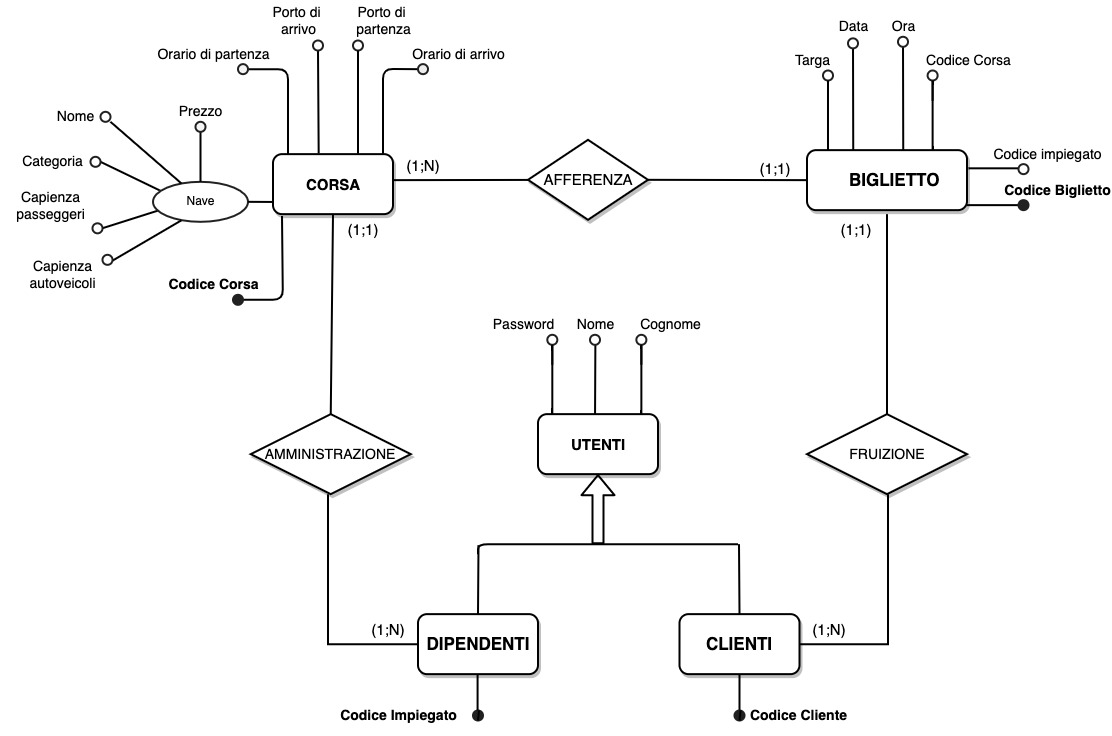 Porto di
arrivo
Porto di
partenza
Orario di partenza
Orario di arrivo
Data
Ora
Targa
Codice Corsa
Nome
Prezzo
Categoria
Capienza
passeggeri
Nave
Capienza
autoveicoli
CORSA
(1;N)
AFFERENZA
(1;1)
BIGLIETTO
Codice impiegato
Codice Biglietto
(1;1)
(1;1)
Codice Corsa
Password
Nome
Cognome
UTENTI
AMMINISTRAZIONE
FRUIZIONE
(1;N)
DIPENDENTI
CLIENTI
(1;N)
Codice Impiegato
Codice Cliente